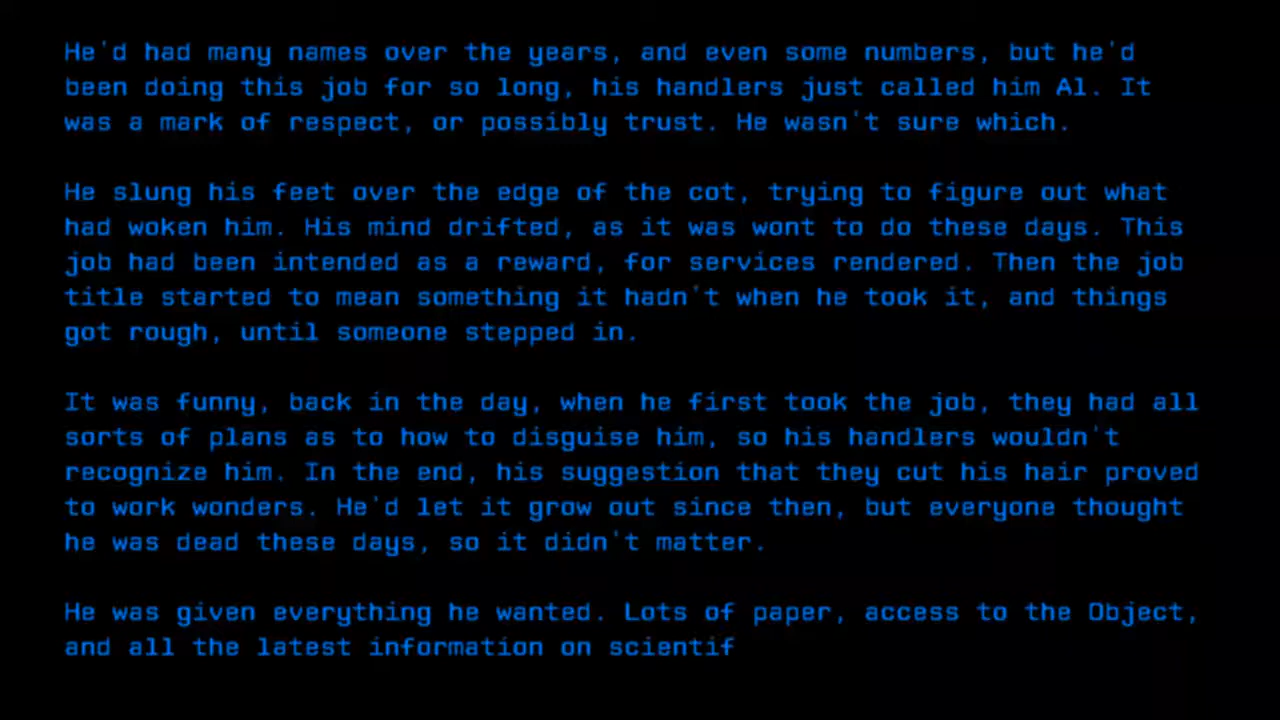 He'd had many names over the years, and even some numbers, but he'd
been doing this job for so long, his handlers just called him Al. It
was a mark of respect, or possibly trust. He wasn't sure which.
He slung his feet over the edge of the cot, trying to figure out what
had woken him. His mind drifted, as it was wont to do these days. This
job had been intended as a reward, for services rendered. Then the job
title started to mean something it hadn't when he took it, and things
got rough, until someone stepped in.
It was funny, back in the day, when he first took the job, they had all
sorts of plans as to how to disguise him, so his handlers wouldn't
recognize him. In the end, his suggestion that they cut his hair proved
to work wonders. He'd let it grow out since then, but everyone thought
he was dead these days, so it didn't matter.
He was given everything he wanted. Lots of paper, access to the Object,
and all the latest information on scientif